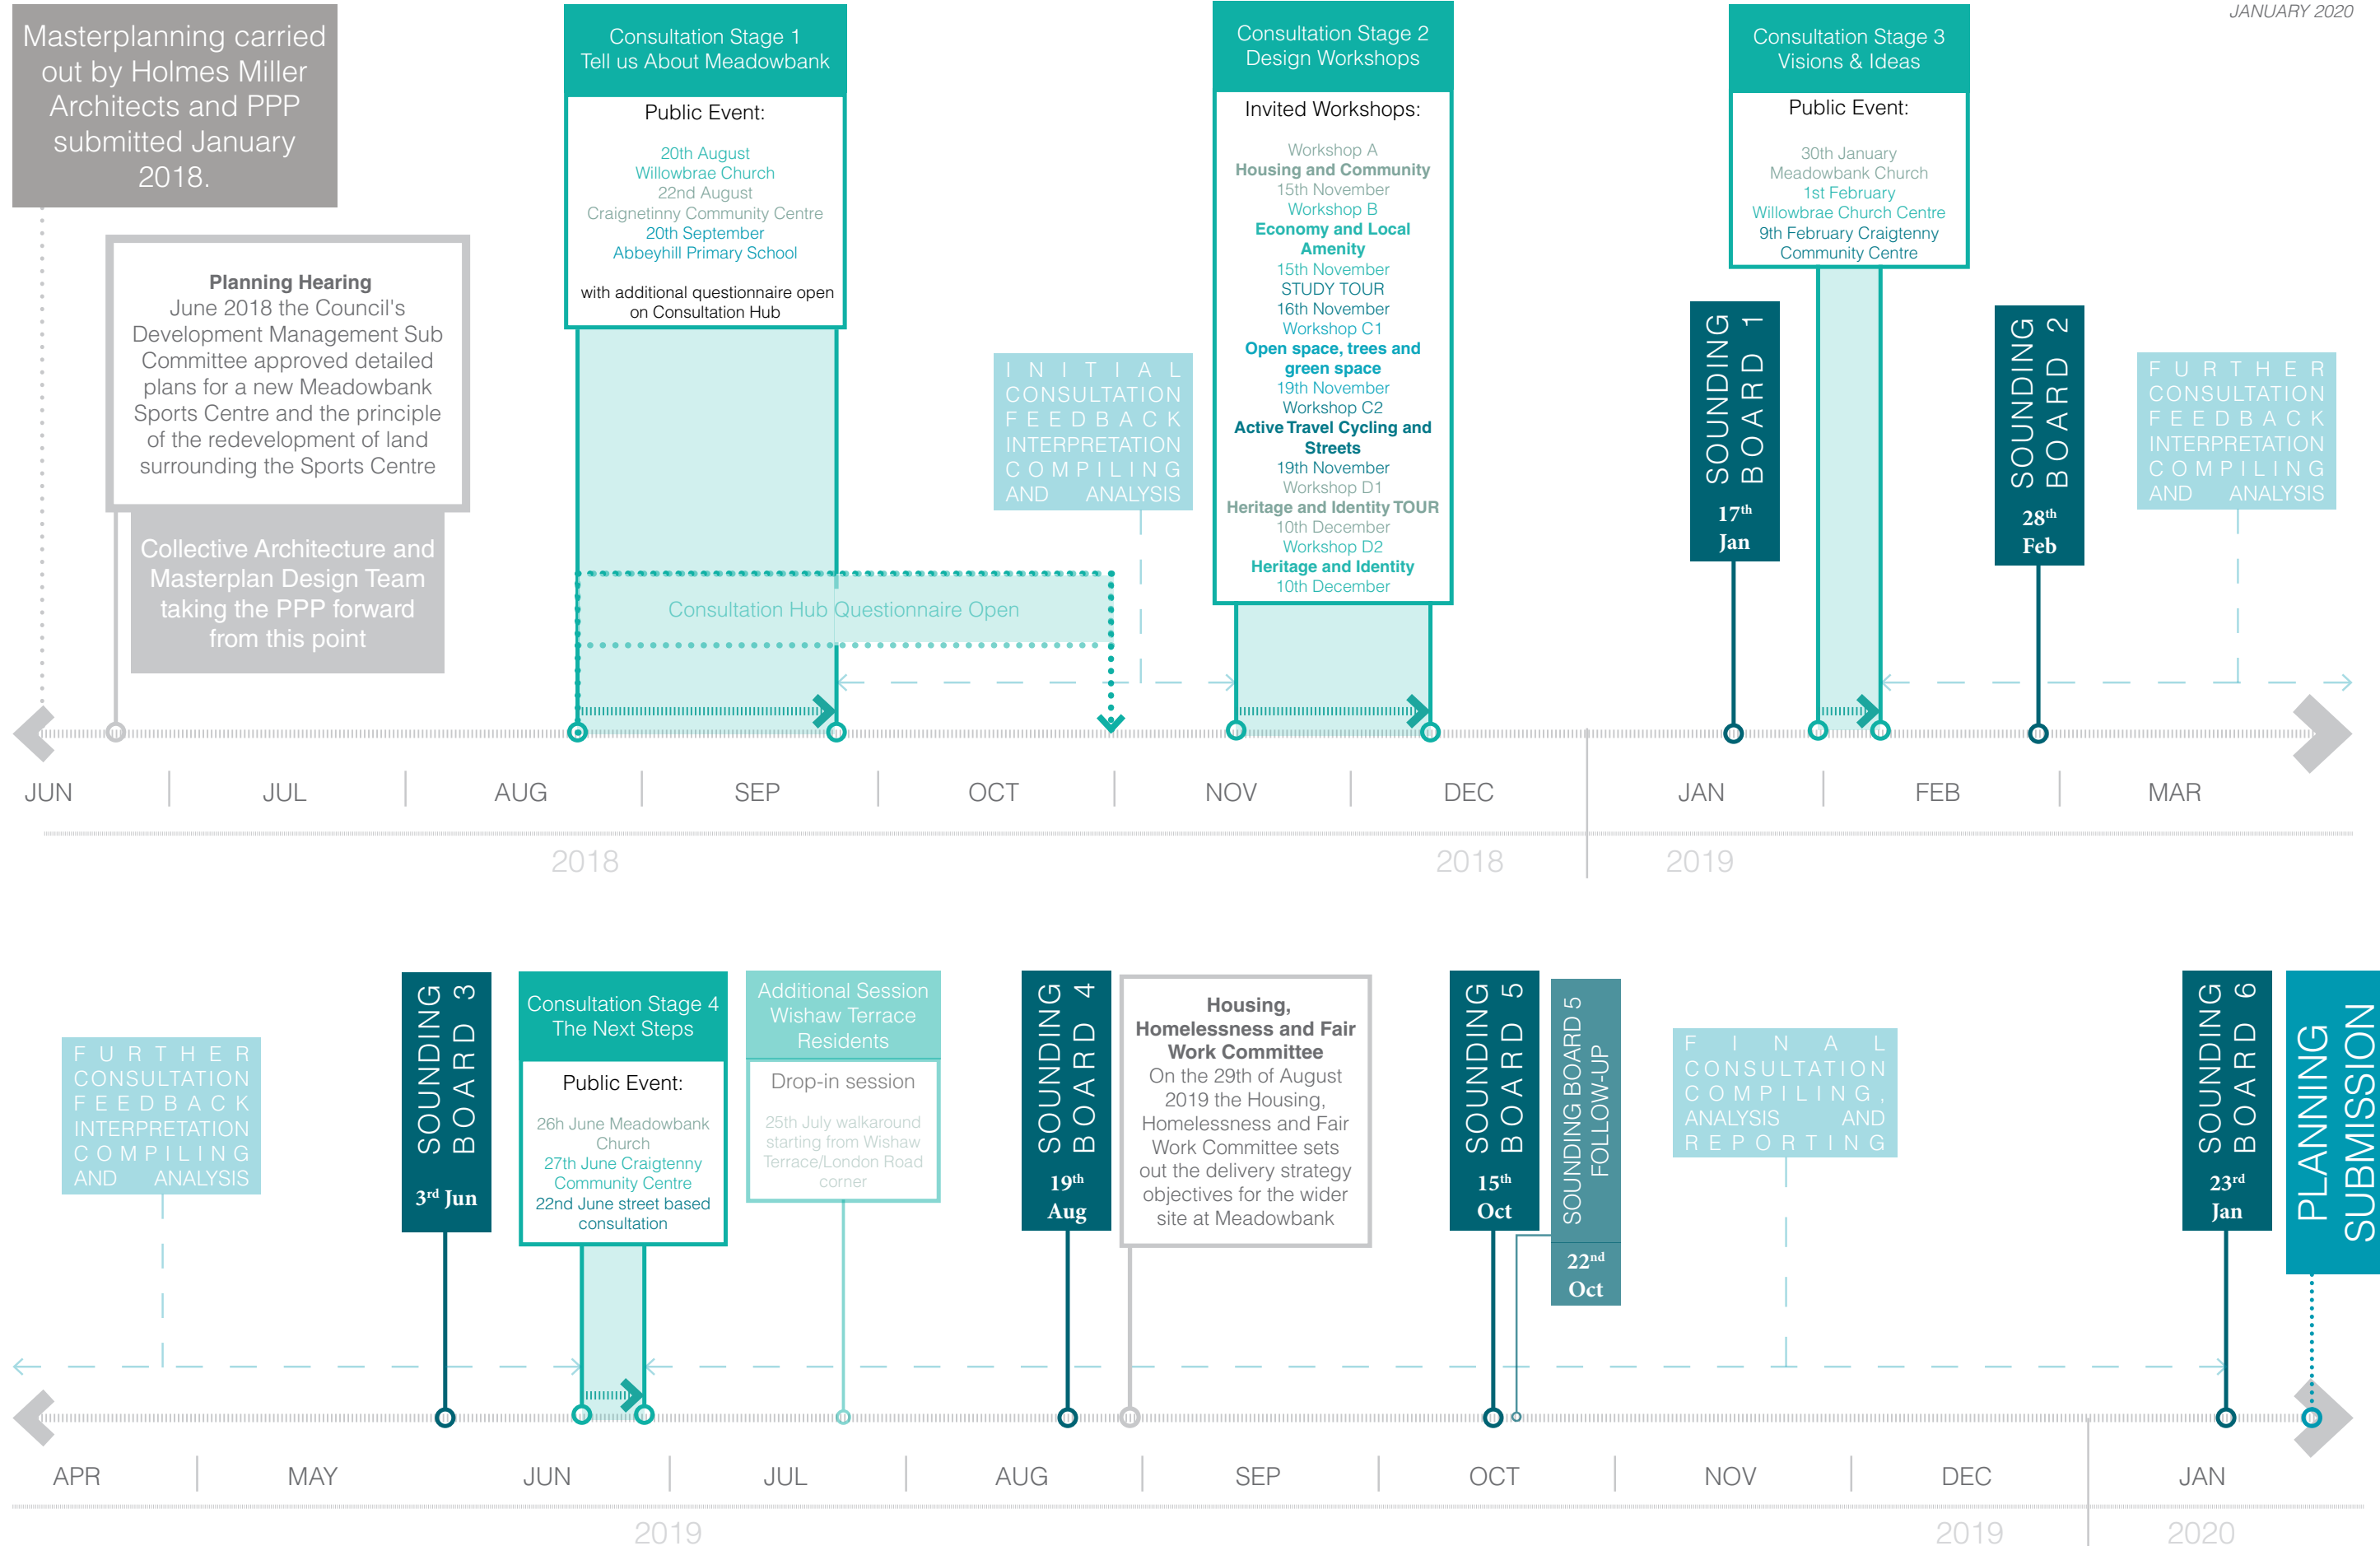 JANUARY 2020
Masterplanning carried
out by Holmes Miller
Architects and PPP
submitted January
2018.
Planning Hearing
June 2018 the Council's
Development Management Sub
Committee approved detailed
plans for a new Meadowbank
Sports Centre and the principle
of the redevelopment of land
surrounding the Sports Centre
Collective Architecture and
Masterplan Design Team
taking the PPP forward
from this point
Consultation Stage 1
Tell us About Meadowbank
Public Event:
20th August
Willowbrae Church
22nd August
Craignetinny Community Centre
20th September
Abbeyhill Primary School
with additional questionnaire open
on Consultation Hub
Consultation Hub Questionnaire Open
INITIAL
CONSULTATION
FEEDBACK
INTERPRETATION
COMPILING
AND ANALYSIS
Consultation Stage 2
Design Workshops
Invited Workshops:
Workshop A
Housing and Community
15th November
Workshop B
Economy and Local
Amenity
15th November
STUDY TOUR
16th November
Workshop C1
Open space, trees and
green space
19th November
Workshop C2
Active Travel Cycling and
Streets
19th November
Workshop D1
Heritage and Identity TOUR
10th December
Workshop D2
Heritage and Identity
10th December
SOUNDING
BOARD 1
17th
Jan
Consultation Stage 3
Visions & Ideas
Public Event:
30th January
Meadowbank Church
1st February
Willowbrae Church Centre
9th February Craigtenny
Community Centre
SOUNDING
BOARD 2
28th
Feb
FURTHER
CONSULTATION
FEEDBACK
INTERPRETATION
COMPILING
AND ANALYSIS
JUN JUL AUG SEP OCT NOV DEC JAN FEB MAR
2018 2018 2019
FURTHER
CONSULTATION
FEEDBACK
INTERPRETATION
COMPILING
AND ANALYSIS
SOUNDING
BOARD 3
3rd Jun
Consultation Stage 4
The Next Steps
Public Event:
26h June Meadowbank
Church
27th June Craigtenny
Community Centre
22nd June street based
consultation
Additional Session
Wishaw Terrace
Residents
Drop-in session
25th July walkaround
starting from Wishaw
Terrace/London Road
corner
SOUNDING
BOARD 4
19th
Aug
Housing,
Homelessness and Fair
Work Committee
On the 29th of August
2019 the Housing,
Homelessness and Fair
Work Committee sets
out the delivery strategy
objectives for the wider
site at Meadowbank
SOUNDING
BOARD 5
15th
Oct
SOUNDING BOARD 5
FOLLOW-UP
22nd
Oct
FINAL
CONSULTATION
COMPILING,
ANALYSIS AND
REPORTING
SOUNDING
BOARD 6
23rd
Jan
PLANNING
SUBMISSION
APR MAY JUN JUL AUG SEP OCT NOV DEC JAN
2019 2019 2020